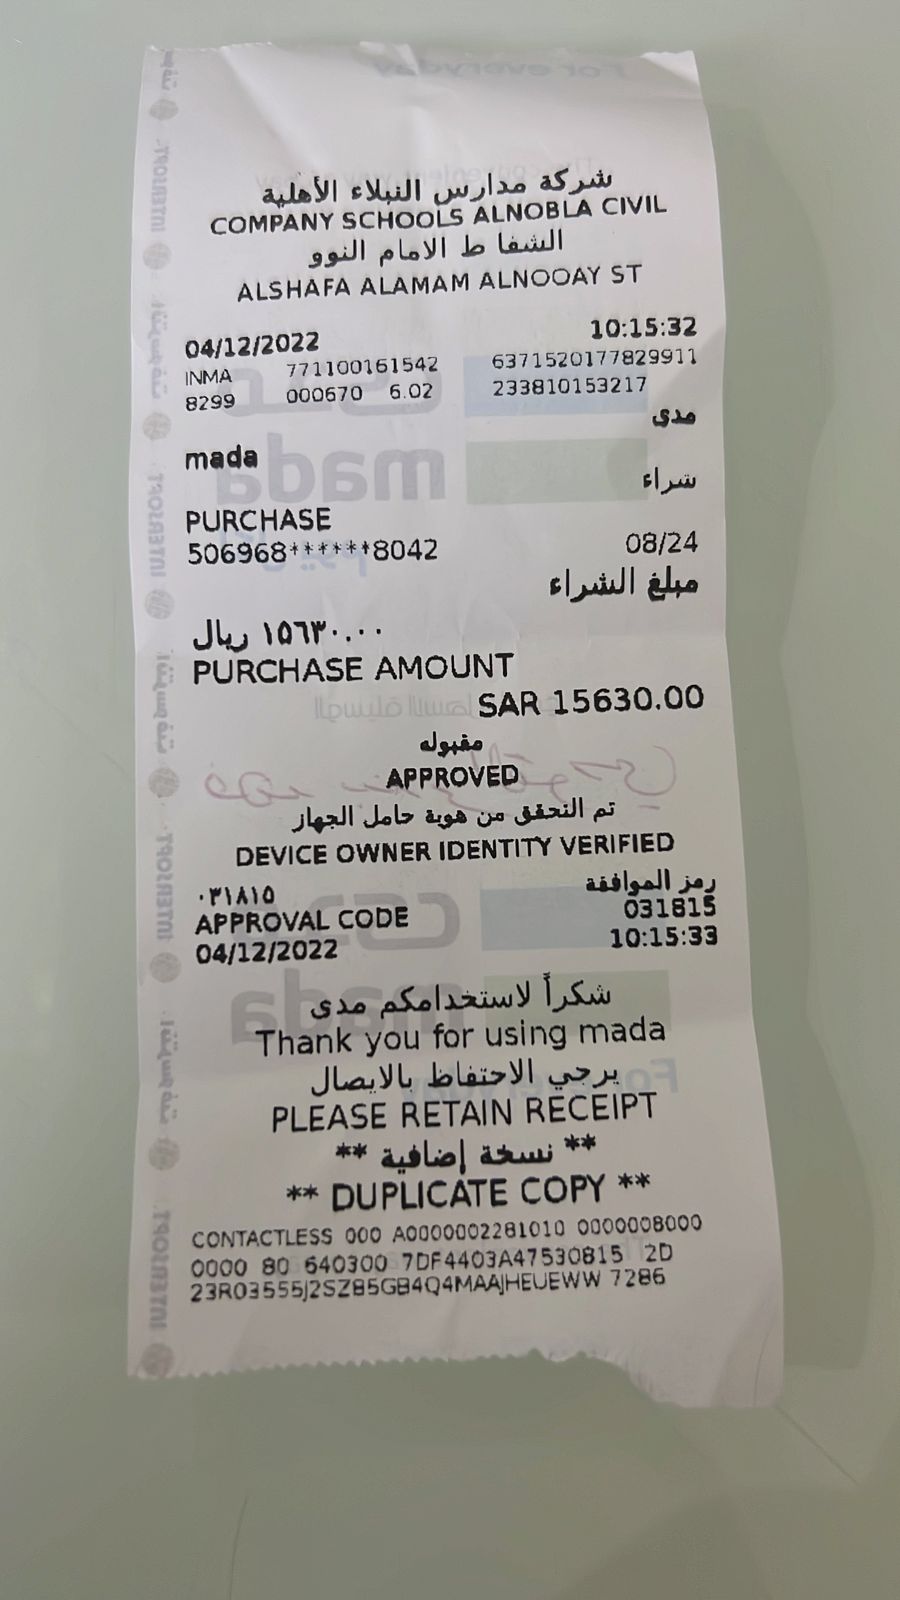 شركة مدارس النبلاء الأهلية
COMPANY SCHOOLS ALNOBLA CIVIL
الشفا ط الامام النوو
ALSHAFA ALAMAM ALNOOAY ST
04/12/2022 10:15:32
INMA 771100161542 6371520177829911
8299 000670 6.02 233810153217
مدى
mada
شراء
PURCHASE
506968******8042 08/24
مبلغ الشراء
١٥٦٣٠.٠٠ ريال
PURCHASE AMOUNT
SAR 15630.00
مقبوله
APPROVED
تم التحقق من هوية حامل الجهاز
DEVICE OWNER IDENTITY VERIFIED
٠٣١٨١٥ رمز الموافقة
APPROVAL CODE 031815
04/12/2022 10:15:33
شكراً لاستخدامكم مدى
Thank you for using mada
يرجي الاحتفاظ بالايصال
PLEASE RETAIN RECEIPT
** نسخة إضافية **
** DUPLICATE COPY **
CONTACTLESS 000 A0000002281010 0000008000
0000 80 640300 7DF4403A47530815 2D
23R03555J2SZ85GB4Q4MAAJHEUEWW 7286